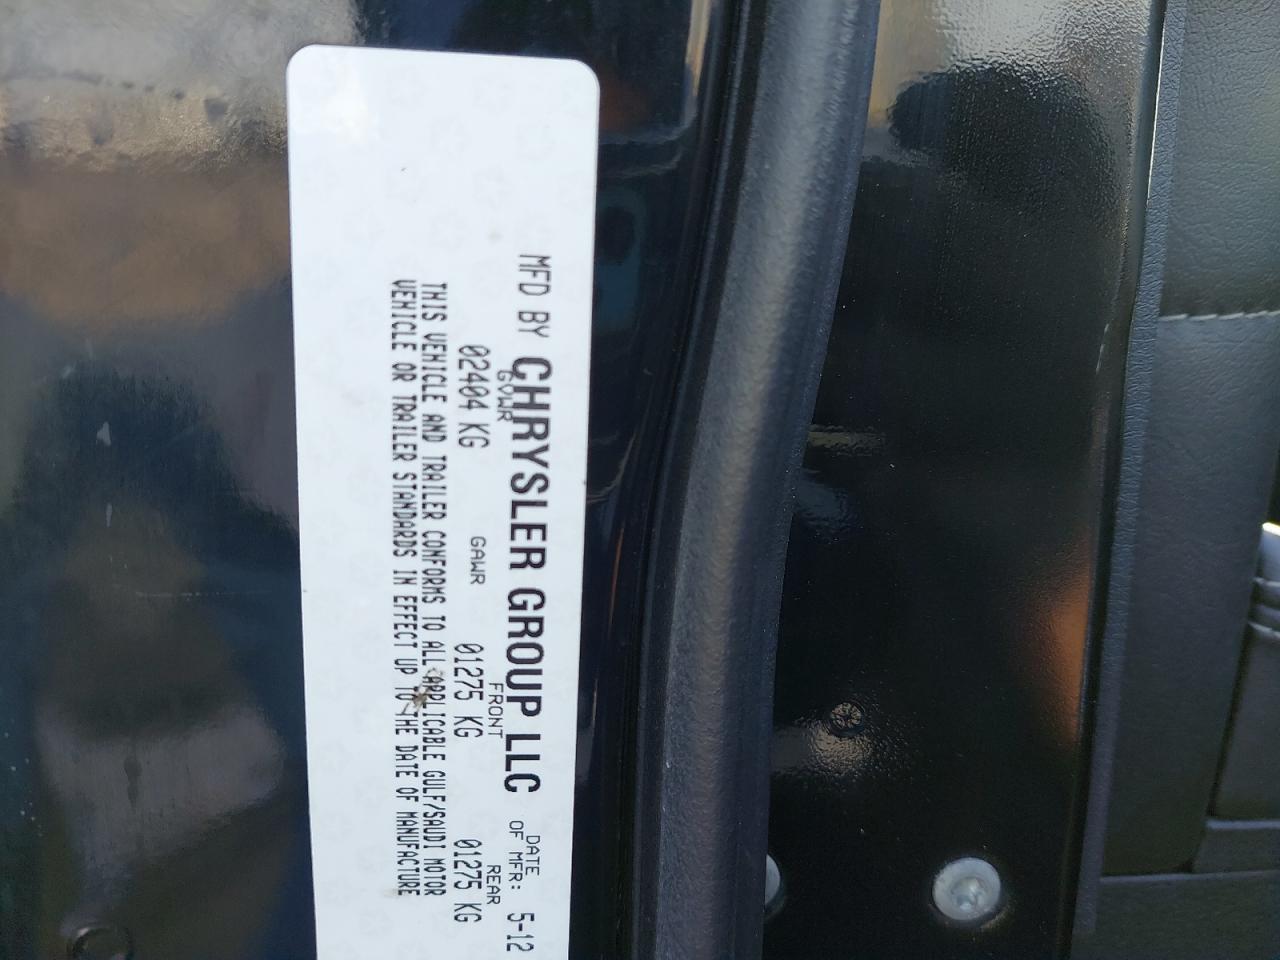 MFD BY CHRYSLER GROUP LLC DATE OF MFR: 5-12
GVWR FRONT REAR
02404 KG GAWR 01275 KG 01275 KG
THIS VEHICLE AND TRAILER CONFORMS TO ALL APPLICABLE GULF/SAUDI MOTOR
VEHICLE OR TRAILER STANDARDS IN EFFECT UP TO THE DATE OF MANUFACTURE